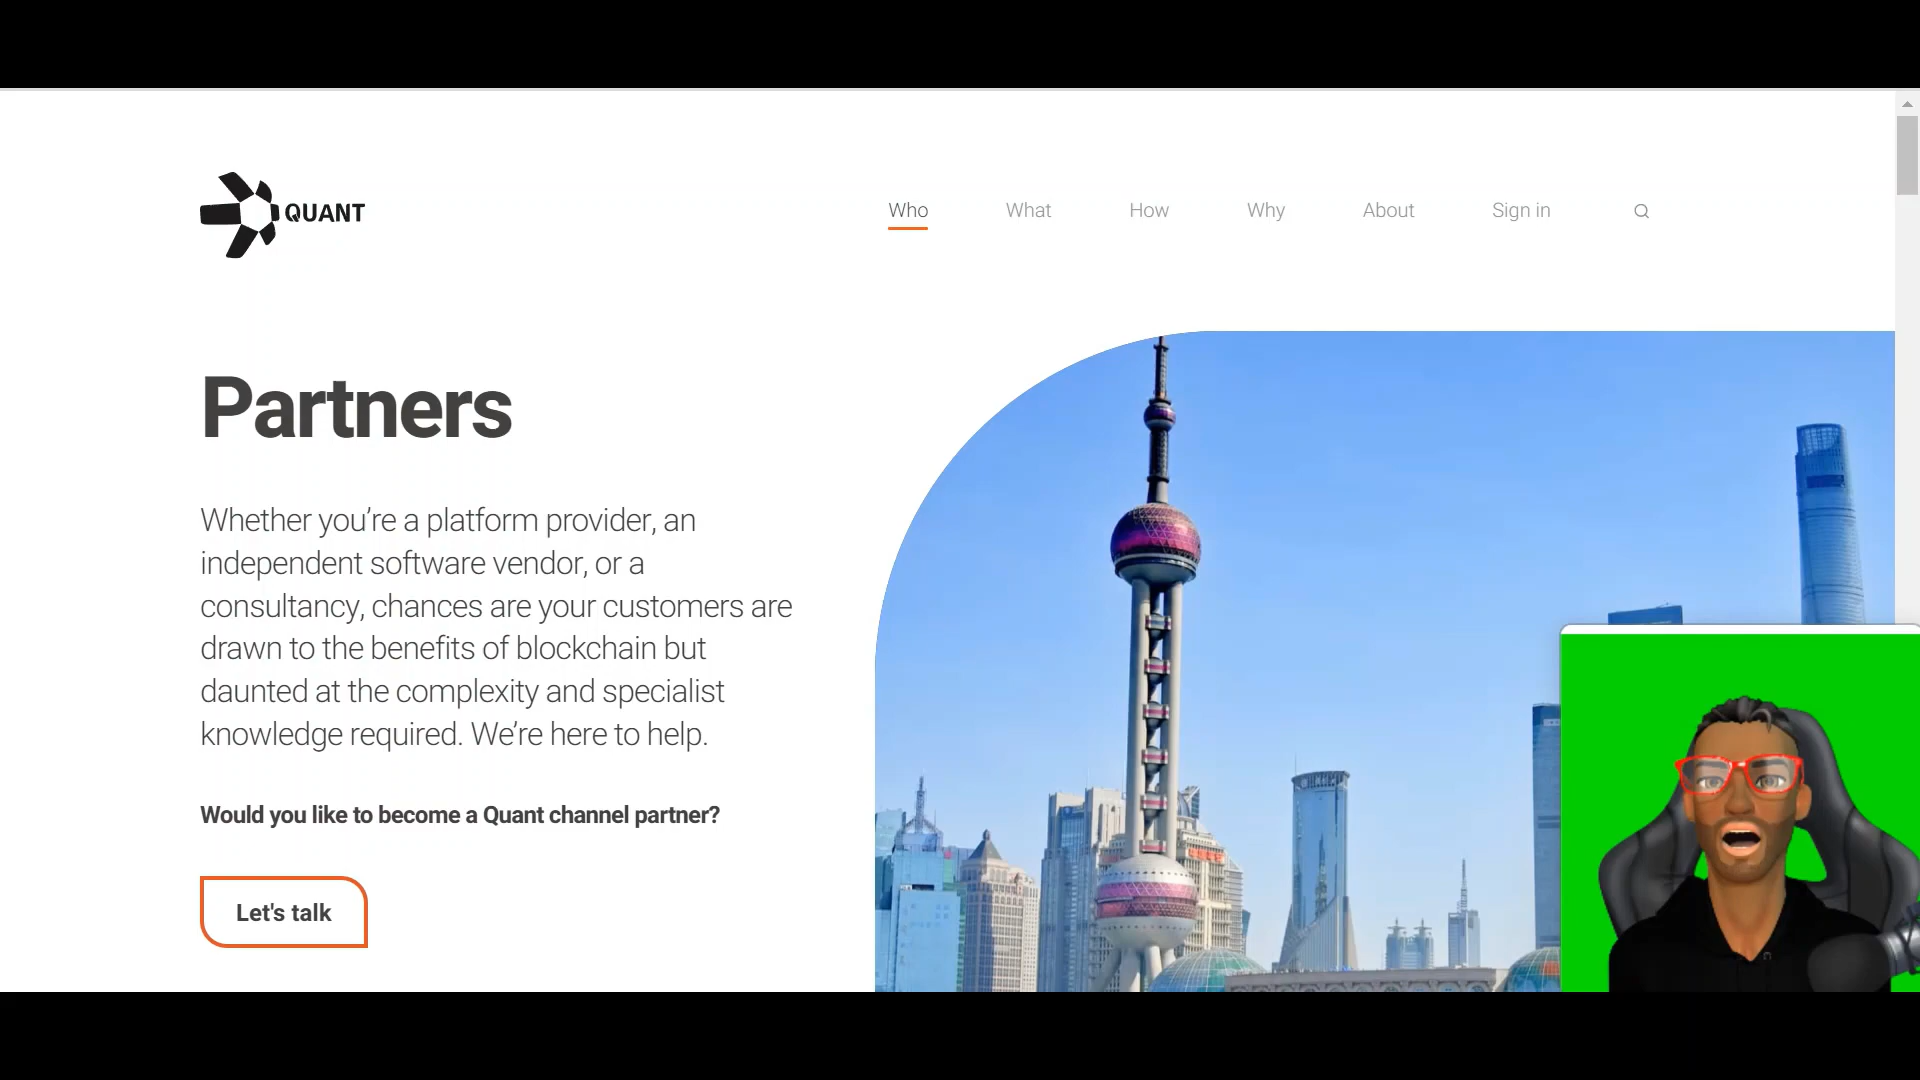 QUANT
Who
What
How
Why
About
Sign in
Partners
Whether you’re a platform provider, an
independent software vendor, or a
consultancy, chances are your customers are
drawn to the benefits of blockchain but
daunted at the complexity and specialist
knowledge required. We’re here to help.
Would you like to become a Quant channel partner?
Let's talk